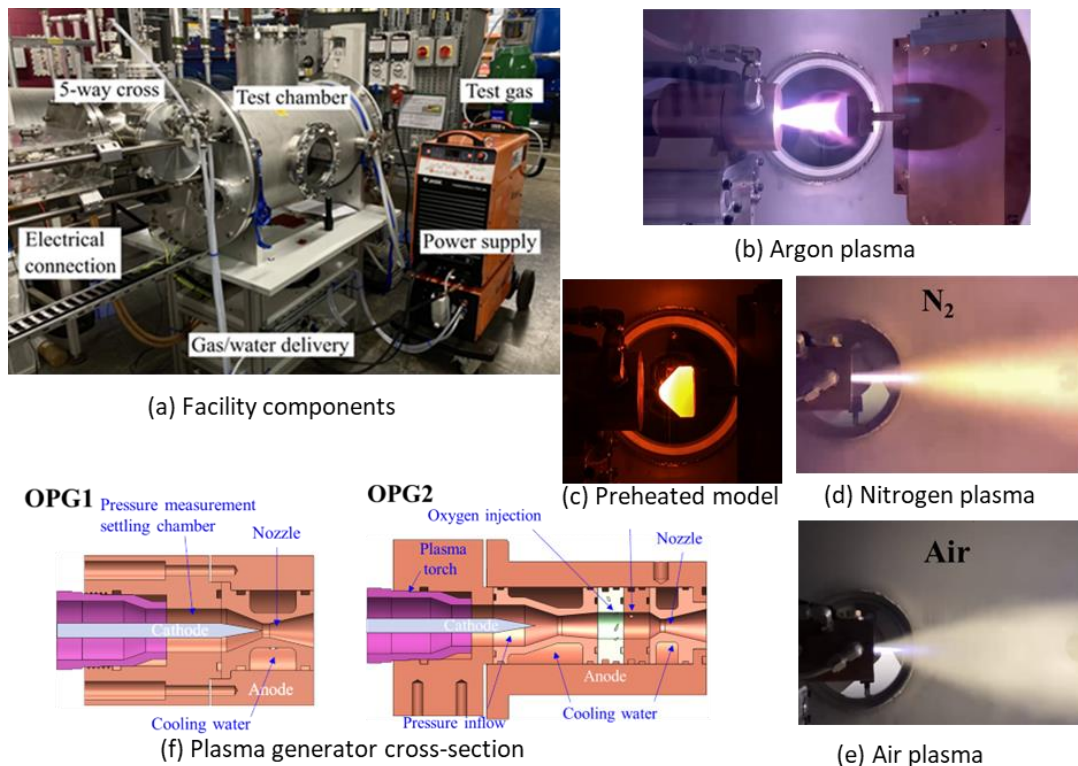 5-way cross
Test chamber
Test gas
Electrical
connection
Power supply
Gas/water delivery
(a) Facility components
(b) Argon plasma
(c) Preheated model
N₂
(d) Nitrogen plasma
Air
(e) Air plasma
OPG1
Pressure measurement
settling chamber
Nozzle
Cathode
Anode
Cooling water
OPG2
Oxygen injection
Plasma
torch
Nozzle
Cathode
Anode
Pressure inflow
Cooling water
(f) Plasma generator cross-section